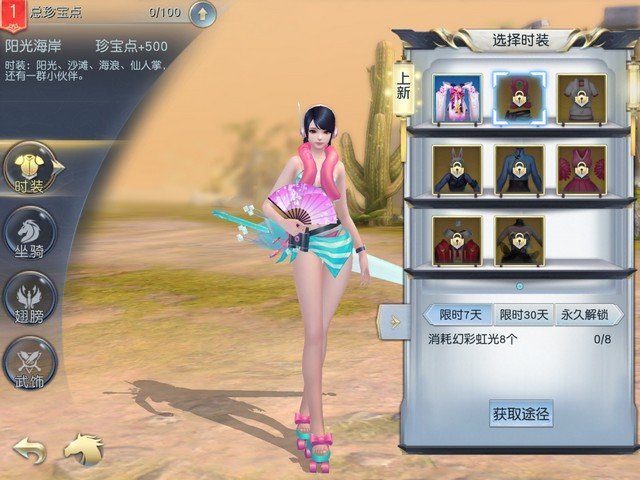 1
总珍宝点 0/100
阳光海岸 珍宝点+500
时装：阳光、沙滩、海浪、仙人掌，
还有一群小伙伴。
时装
坐骑
翅膀
武饰
选择时装
上新
限时7天 限时30天 永久解锁
消耗幻彩虹光8个 0/8
获取途径